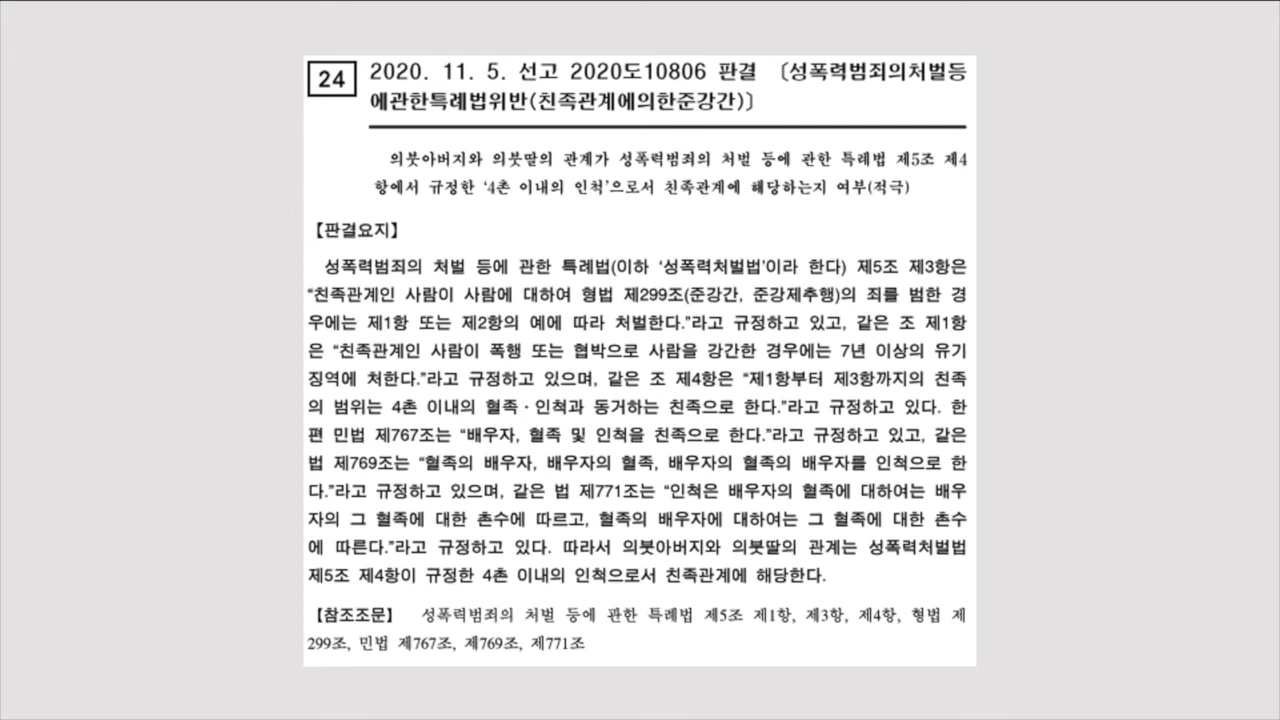 24
2020. 11. 5. 선고 2020도10806 판결 〔성폭력범죄의처벌등
에관한특례법위반(친족관계에의한준강간)〕
의붓아버지와 의붓딸의 관계가 성폭력범죄의 처벌 등에 관한 특례법 제5조 제4
항에서 규정한 ‘4촌 이내의 인척’으로서 친족관계에 해당하는지 여부(적극)
【판결요지】
성폭력범죄의 처벌 등에 관한 특례법(이하 ‘성폭력처벌법’이라 한다) 제5조 제3항은
“친족관계인 사람이 사람에 대하여 형법 제299조(준강간, 준강제추행)의 죄를 범한 경
우에는 제1항 또는 제2항의 예에 따라 처벌한다.”라고 규정하고 있고, 같은 조 제1항
은 “친족관계인 사람이 폭행 또는 협박으로 사람을 강간한 경우에는 7년 이상의 유기
징역에 처한다.”라고 규정하고 있으며, 같은 조 제4항은 “제1항부터 제3항까지의 친족
의 범위는 4촌 이내의 혈족·인척과 동거하는 친족으로 한다.”라고 규정하고 있다. 한
편 민법 제767조는 “배우자, 혈족 및 인척을 친족으로 한다.”라고 규정하고 있고, 같은
법 제769조는 “혈족의 배우자, 배우자의 혈족, 배우자의 혈족의 배우자를 인척으로 한
다.”라고 규정하고 있으며, 같은 법 제771조는 “인척은 배우자의 혈족에 대하여는 배우
자의 그 혈족에 대한 촌수에 따르고, 혈족의 배우자에 대하여는 그 혈족에 대한 촌수
에 따른다.”라고 규정하고 있다. 따라서 의붓아버지와 의붓딸의 관계는 성폭력처벌법
제5조 제4항이 규정한 4촌 이내의 인척으로서 친족관계에 해당한다.
【참조조문】 성폭력범죄의 처벌 등에 관한 특례법 제5조 제1항, 제3항, 제4항, 형법 제
299조, 민법 제767조, 제769조, 제771조